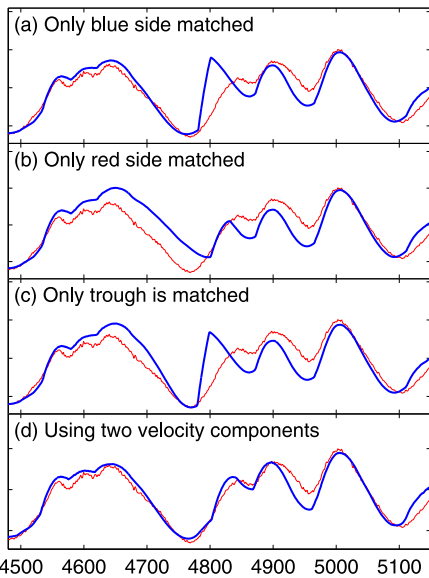 (a) Only blue side matched
(b) Only red side matched
(c) Only trough is matched
(d) Using two velocity components
4500 4600 4700 4800 4900 5000 5100